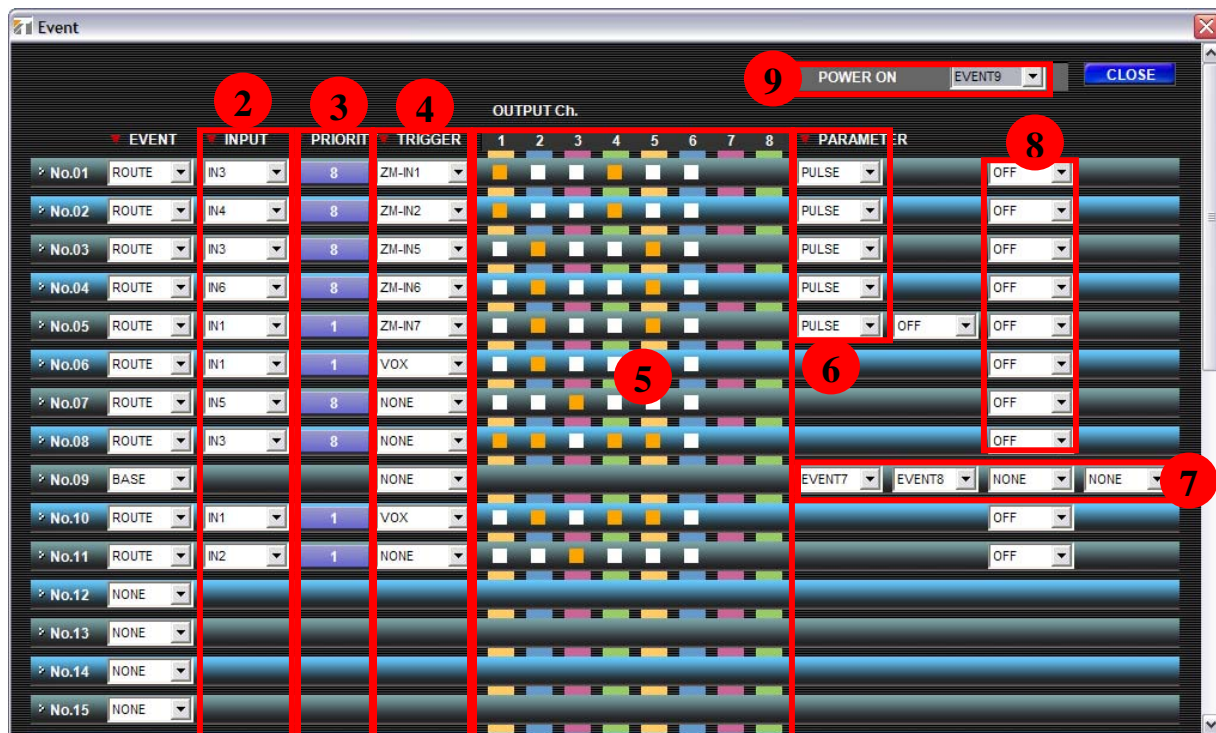 Event
9 POWER ON EVENT9 CLOSE
2 3 4 OUTPUT Ch. 8
EVENT INPUT PRIORIT TRIGGER 1 2 3 4 5 6 7 8 PARAMETER
No.01 ROUTE IN3 8 ZM-IN1 PULSE OFF
No.02 ROUTE IN4 8 ZM-IN2 PULSE OFF
No.03 ROUTE IN3 8 ZM-IN5 PULSE OFF
No.04 ROUTE IN6 8 ZM-IN6 PULSE OFF
No.05 ROUTE IN1 1 ZM-IN7 PULSE OFF OFF
No.06 ROUTE IN1 1 VOX 5 6 OFF
No.07 ROUTE IN5 8 NONE OFF
No.08 ROUTE IN3 8 NONE OFF
No.09 BASE NONE EVENT7 EVENT8 NONE NONE 7
No.10 ROUTE IN1 1 VOX OFF
No.11 ROUTE IN2 1 NONE OFF
No.12 NONE
No.13 NONE
No.14 NONE
No.15 NONE